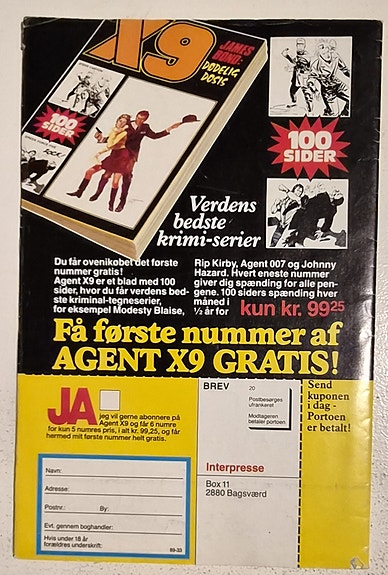 X9
JAMES
BOND:
DØDELIG
DOSIS
100
SIDER
100
SIDER
Verdens
bedste
krimi-serier
Du får ovenikøbet det første
nummer gratis!
Agent X9 er et blad med 100
sider, hvor du får verdens bed-
ste kriminal-tegneserier,
for eksempel Modesty Blaise,
Rip Kirby, Agent 007 og Johnny
Hazard. Hvert eneste nummer
giver dig spænding for alle pen-
gene. 100 siders spænding hver
måned i
½ år for kun kr. 99²⁵
Få første nummer af
AGENT X9 GRATIS!
JA
jeg vil gerne abonnere på
Agent X9 og får 6 numre
for kun 5 numres pris, i alt kr. 99,25, og får
hermed mit første nummer helt gratis.
Navn:
Adresse:
Postnr.: By:
Evt. gennem boghandler:
Hvis under 18 år
forældres underskrift:
89-33
BREV
20
Postbesørges
ufrankeret
Modtageren
betaler portoen
Interpresse
Box 11
2880 Bagsværd
Send
kuponen
i dag -
Portoen
er betalt!